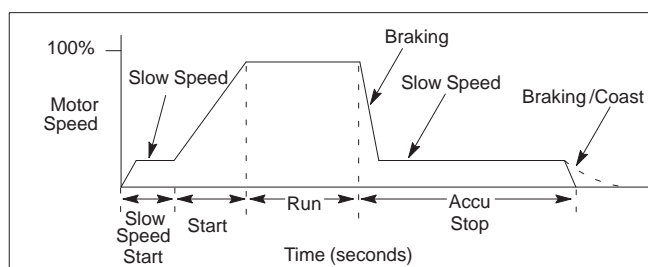 100%
Braking
Slow Speed
Slow Speed
Braking/Coast
Motor
Speed
Slow
Speed
Start
Start
Run
Accu
Stop
Time (seconds)